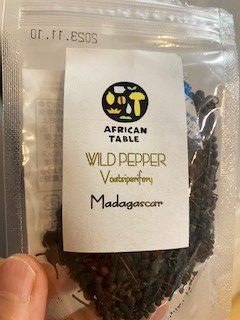 2023.11.10
AFRICAN
TABLE
WILD PEPPER
Voatsiperifery
Madagascar